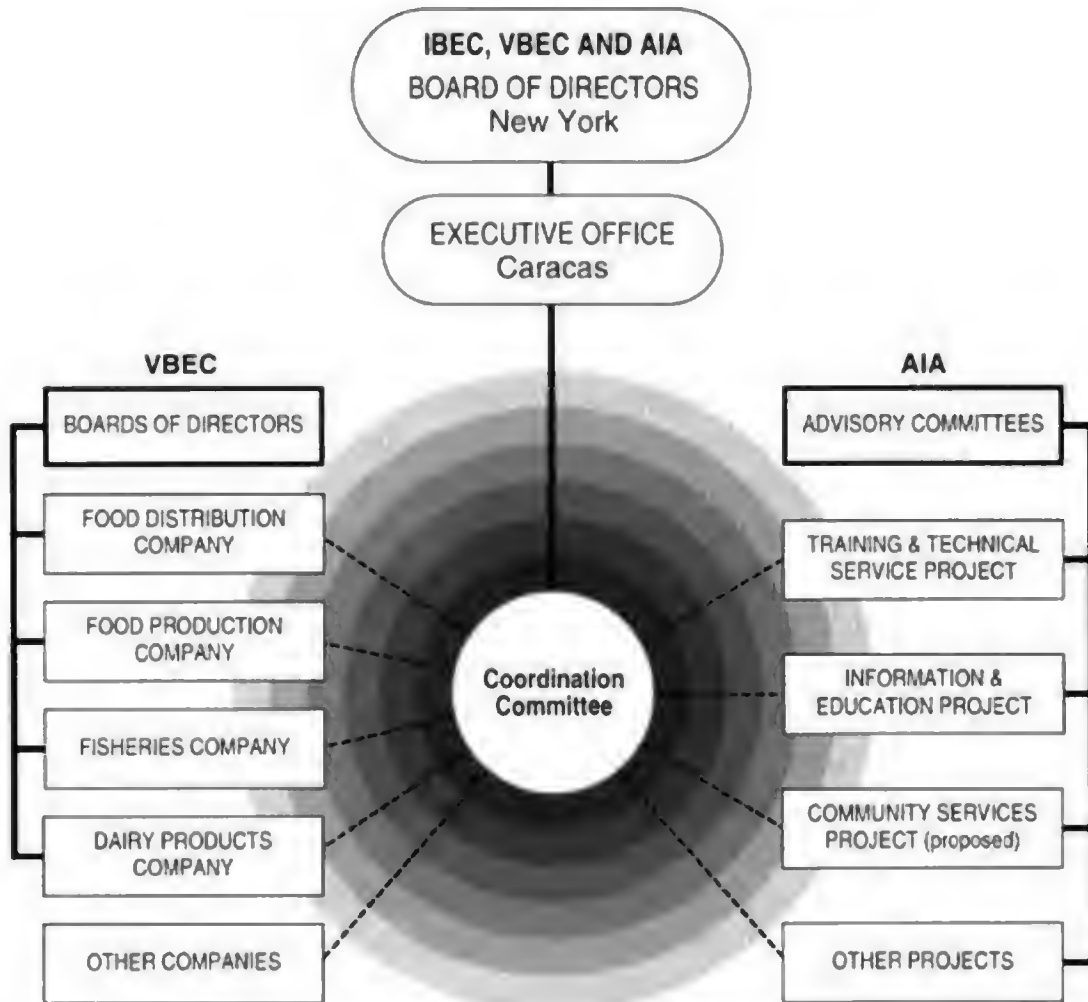 IBEC, VBEC AND AIA
BOARD OF DIRECTORS
New York
EXECUTIVE OFFICE
Caracas
VBEC
BOARDS OF DIRECTORS
FOOD DISTRIBUTION
COMPANY
FOOD PRODUCTION
COMPANY
FISHERIES COMPANY
DAIRY PRODUCTS
COMPANY
OTHER COMPANIES
Coordination
Committee
AIA
ADVISORY COMMITTEES
TRAINING & TECHNICAL
SERVICE PROJECT
INFORMATION &
EDUCATION PROJECT
COMMUNITY SERVICES
PROJECT (proposed)
OTHER PROJECTS